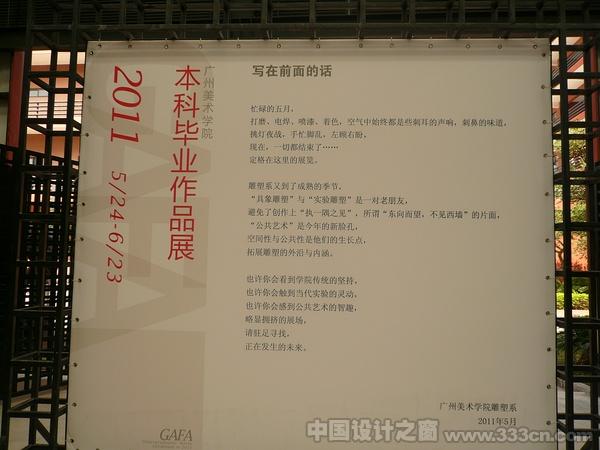 广州美术学院
本科毕业作品展
2011 5/24-6/23
写在前面的话
忙碌的五月，
打磨、电焊，喷漆、着色，空气中始终都是些刺耳的声响，刺鼻的味道，
挑灯夜战，手忙脚乱，左顾右盼，
现在，一切都结束了……
定格在这里的展览。
雕塑系又到了成熟的季节．
“具象雕塑”与“实验雕塑”是一对老朋友，
避免了创作上“执一隅之见”，所谓“东向而望，不见西墙”的片面，
“公共艺术”是今年的新脸孔，
空间性与公共性是他们的生长点，
拓展雕塑的外沿与内涵。
也许你会看到学院传统的坚持，
也许你会触到当代实验的灵动，
也许你会感到公共艺术的智趣，
略显拥挤的展场，
请驻足寻找，
正在发生的未来。
广州美术学院雕塑系
2011年5月
GAFA
中国设计之窗
www.333cn.com